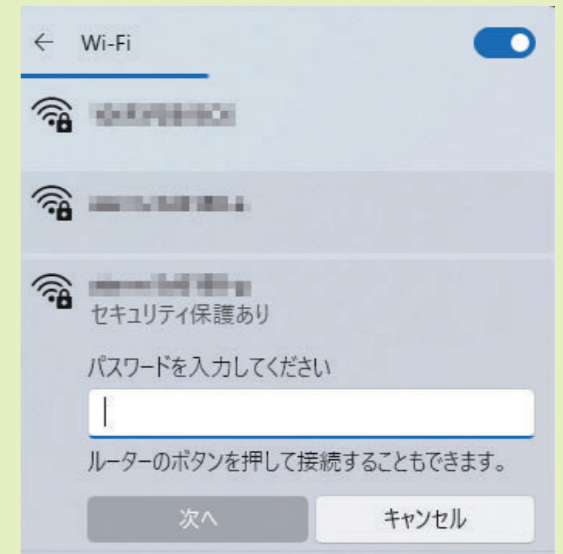 Wi-Fi
セキュリティ保護あり
パスワードを入力してください
ルーターのボタンを押して接続することもできます。
次へ
キャンセル